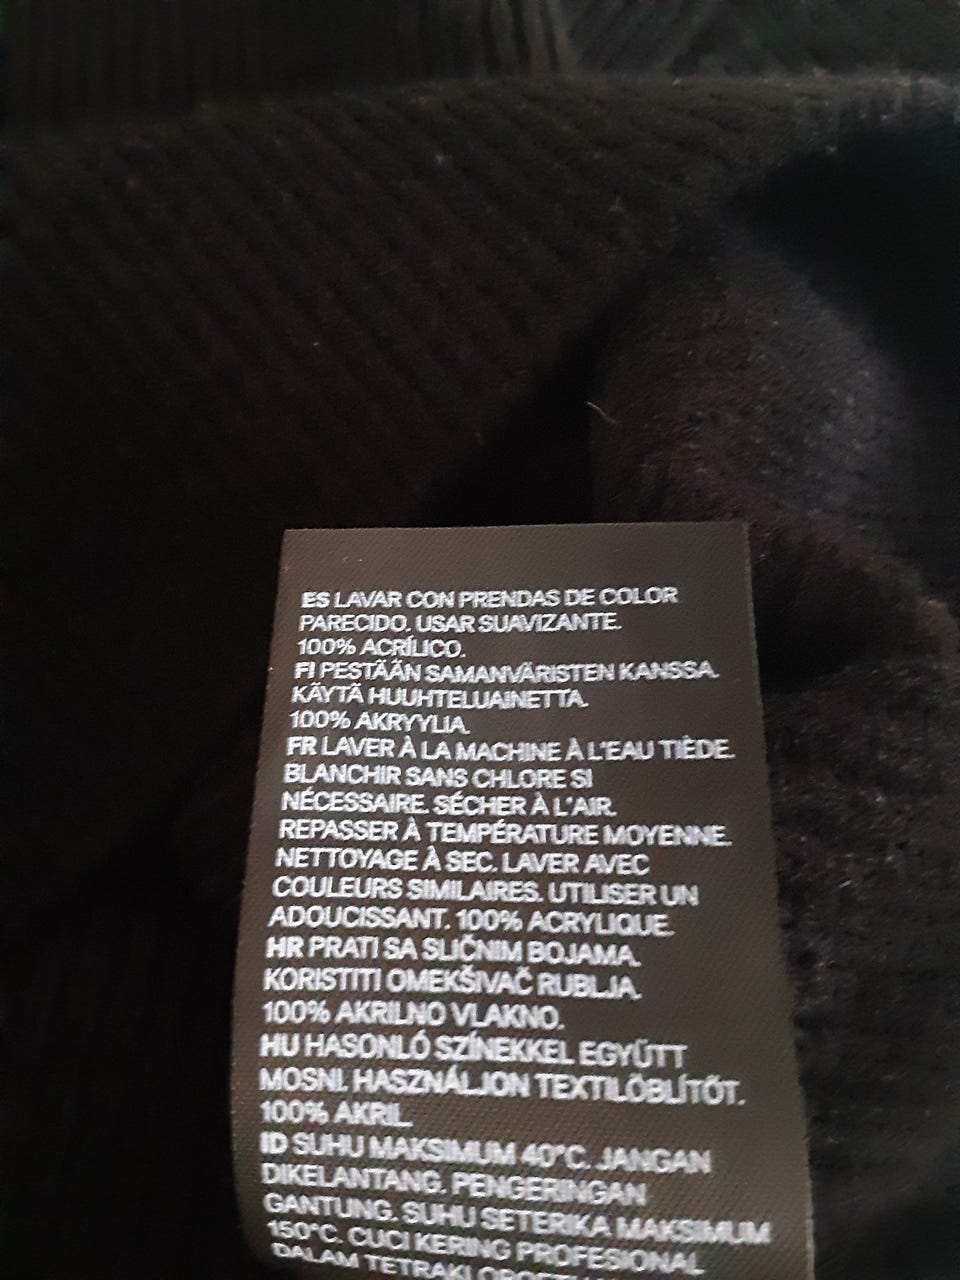 ES LAVAR CON PRENDAS DE COLOR
PARECIDO. USAR SUAVIZANTE.
100% ACRÍLICO.
FI PESTÄÄN SAMANVÄRISTEN KANSSA.
KÄYTÄ HUUHTELUAINETTA.
100% AKRYYLIA.
FR LAVER À LA MACHINE À L'EAU TIÈDE.
BLANCHIR SANS CHLORE SI
NÉCESSAIRE. SÉCHER À L'AIR.
REPASSER À TEMPÉRATURE MOYENNE.
NETTOYAGE À SEC. LAVER AVEC
COULEURS SIMILAIRES. UTILISER UN
ADOUCISSANT. 100% ACRYLIQUE.
HR PRATI SA SLIČNIM BOJAMA.
KORISTITI OMEKŠIVAČ RUBLJA.
100% AKRILNO VLAKNO.
HU HASONLÓ SZÍNEKKEL EGYÜTT
MOSNI. HASZNÁLJON TEXTILÖBLÍTŐT.
100% AKRIL.
ID SUHU MAKSIMUM 40°C. JANGAN
DIKELANTANG. PENGERINGAN
GANTUNG. SUHU SETERIKA MAKSIMUM
150°C. CUCI KERING PROFESIONAL
DALAM